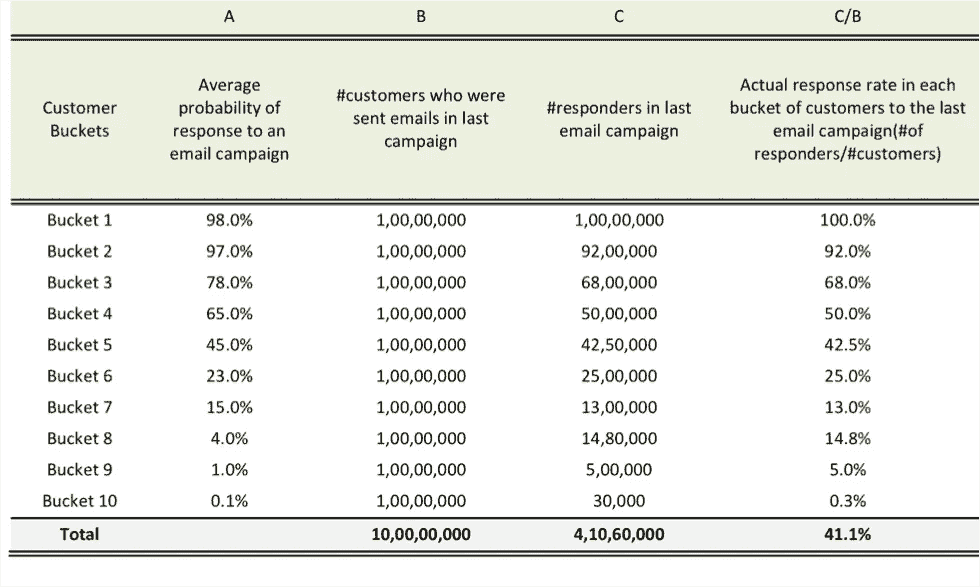 A B C C/B
Customer Buckets Average probability of response to an email campaign #customers who were sent emails in last campaign #responders in last email campaign Actual response rate in each bucket of customers to the last email campaign(#of responders/#customers)
Bucket 1 98.0% 1,00,00,000 1,00,00,000 100.0%
Bucket 2 97.0% 1,00,00,000 92,00,000 92.0%
Bucket 3 78.0% 1,00,00,000 68,00,000 68.0%
Bucket 4 65.0% 1,00,00,000 50,00,000 50.0%
Bucket 5 45.0% 1,00,00,000 42,50,000 42.5%
Bucket 6 23.0% 1,00,00,000 25,00,000 25.0%
Bucket 7 15.0% 1,00,00,000 13,00,000 13.0%
Bucket 8 4.0% 1,00,00,000 14,80,000 14.8%
Bucket 9 1.0% 1,00,00,000 5,00,000 5.0%
Bucket 10 0.1% 1,00,00,000 30,000 0.3%
Total 10,00,00,000 4,10,60,000 41.1%